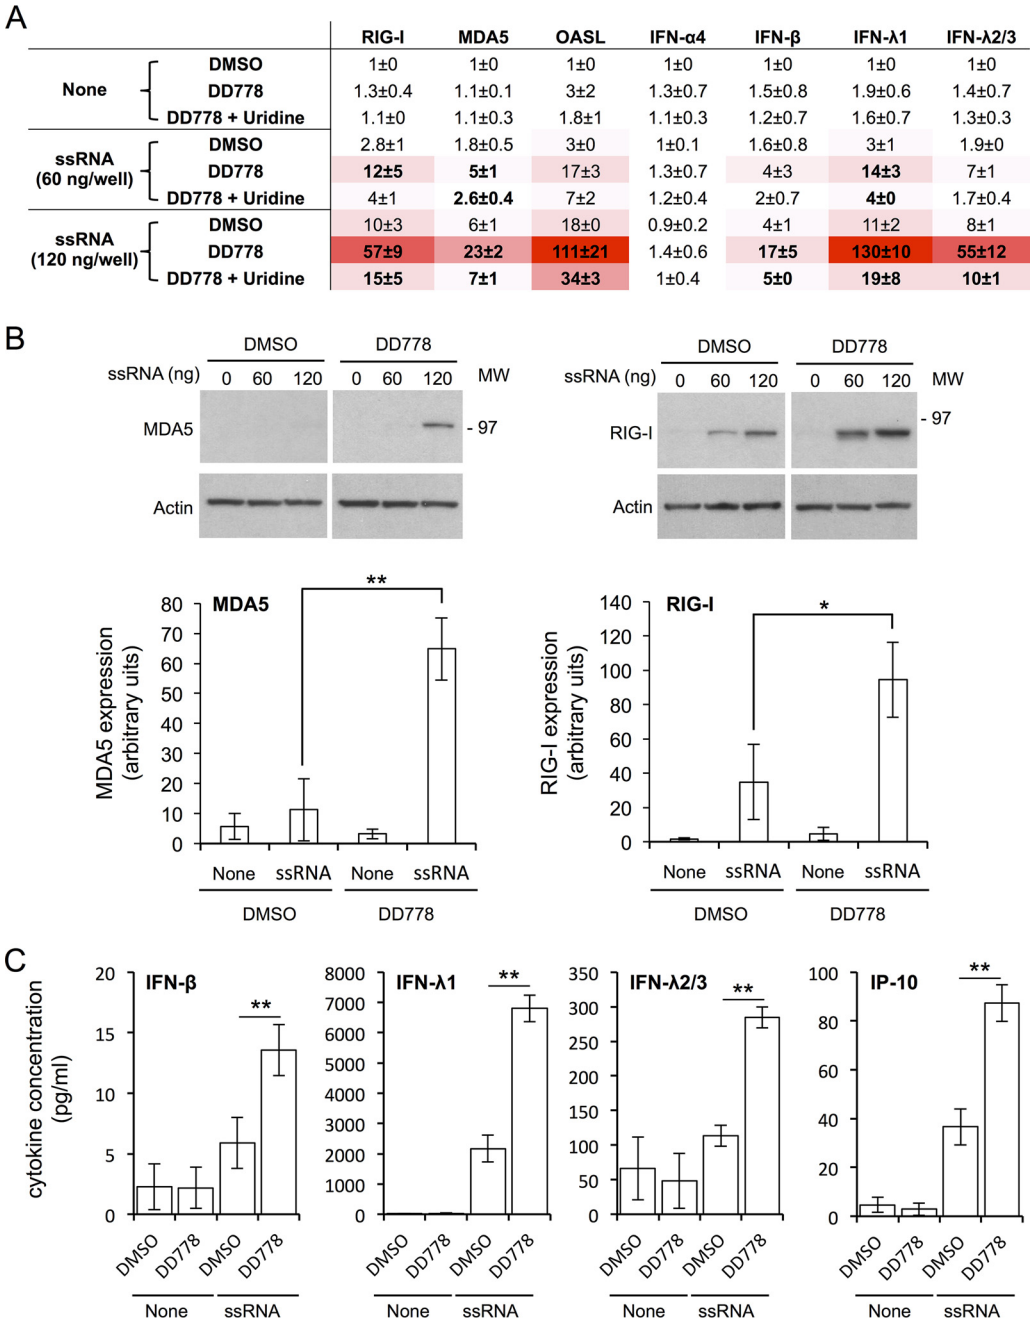 A
RIG-I MDA5 OASL IFN-α4 IFN-β IFN-λ1 IFN-λ2/3
None
DMSO 1±0 1±0 1±0 1±0 1±0 1±0 1±0
DD778 1.3±0.4 1.1±0.1 3±2 1.3±0.7 1.5±0.8 1.9±0.6 1.4±0.7
DD778 + Uridine 1.1±0 1.1±0.3 1.8±1 1.1±0.3 1.2±0.7 1.6±0.7 1.3±0.3
ssRNA
(60 ng/well)
DMSO 2.8±1 1.8±0.5 3±0 1±0.1 1.6±0.8 3±1 1.9±0
DD778 12±5 5±1 17±3 1.3±0.7 4±3 14±3 7±1
DD778 + Uridine 4±1 2.6±0.4 7±2 1.2±0.4 2±0.7 4±0 1.7±0.4
ssRNA
(120 ng/well)
DMSO 10±3 6±1 18±0 0.9±0.2 4±1 11±2 8±1
DD778 57±9 23±2 111±21 1.4±0.6 17±5 130±10 55±12
DD778 + Uridine 15±5 7±1 34±3 1±0.4 5±0 19±8 10±1
B
DMSO DD778
ssRNA (ng) 0 60 120 0 60 120 MW
MDA5 - 97
Actin
DMSO DD778
ssRNA (ng) 0 60 120 0 60 120 MW
RIG-I - 97
Actin
MDA5
**
MDA5 expression
(arbitrary uits)
80
70
60
50
40
30
20
10
0
None ssRNA None ssRNA
DMSO DD778
RIG-I
*
RIG-I expression
(arbitrary uits)
140
120
100
80
60
40
20
0
None ssRNA None ssRNA
DMSO DD778
C
cytokine concentration
(pg/ml)
IFN-β
**
20
15
10
5
0
DMSO DD778 DMSO DD778
None ssRNA
IFN-λ1
**
8000
7000
6000
5000
4000
3000
2000
1000
0
DMSO DD778 DMSO DD778
None ssRNA
IFN-λ2/3
**
350
300
250
200
150
100
50
0
DMSO DD778 DMSO DD778
None ssRNA
IP-10
**
100
80
60
40
20
0
DMSO DD778 DMSO DD778
None ssRNA